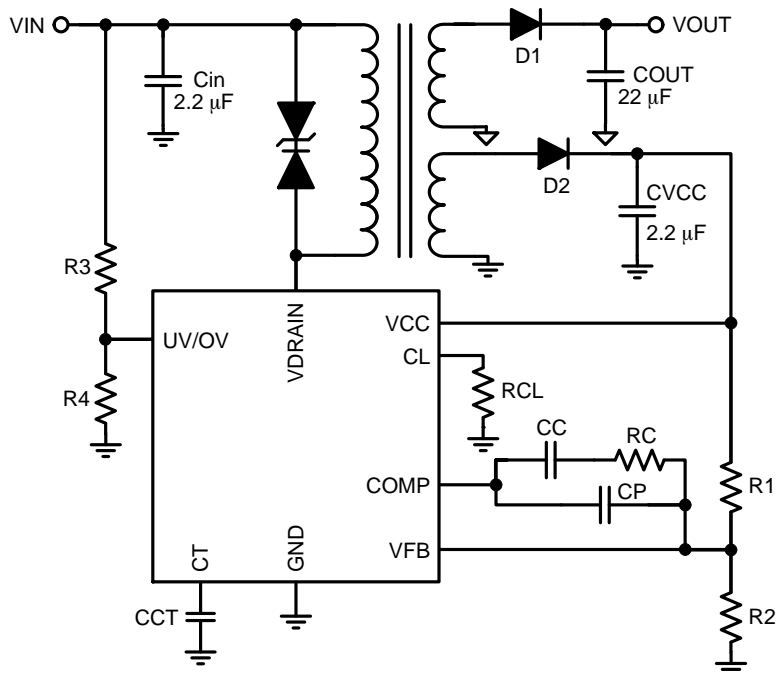 VIN
VOUT
D1
Cin
2.2 μF
COUT
22 μF
D2
CVCC
2.2 μF
R3
VDRAIN
VCC
UV/OV
CL
R4
RCL
CC
RC
COMP
CP
R1
VFB
CT
GND
CCT
R2